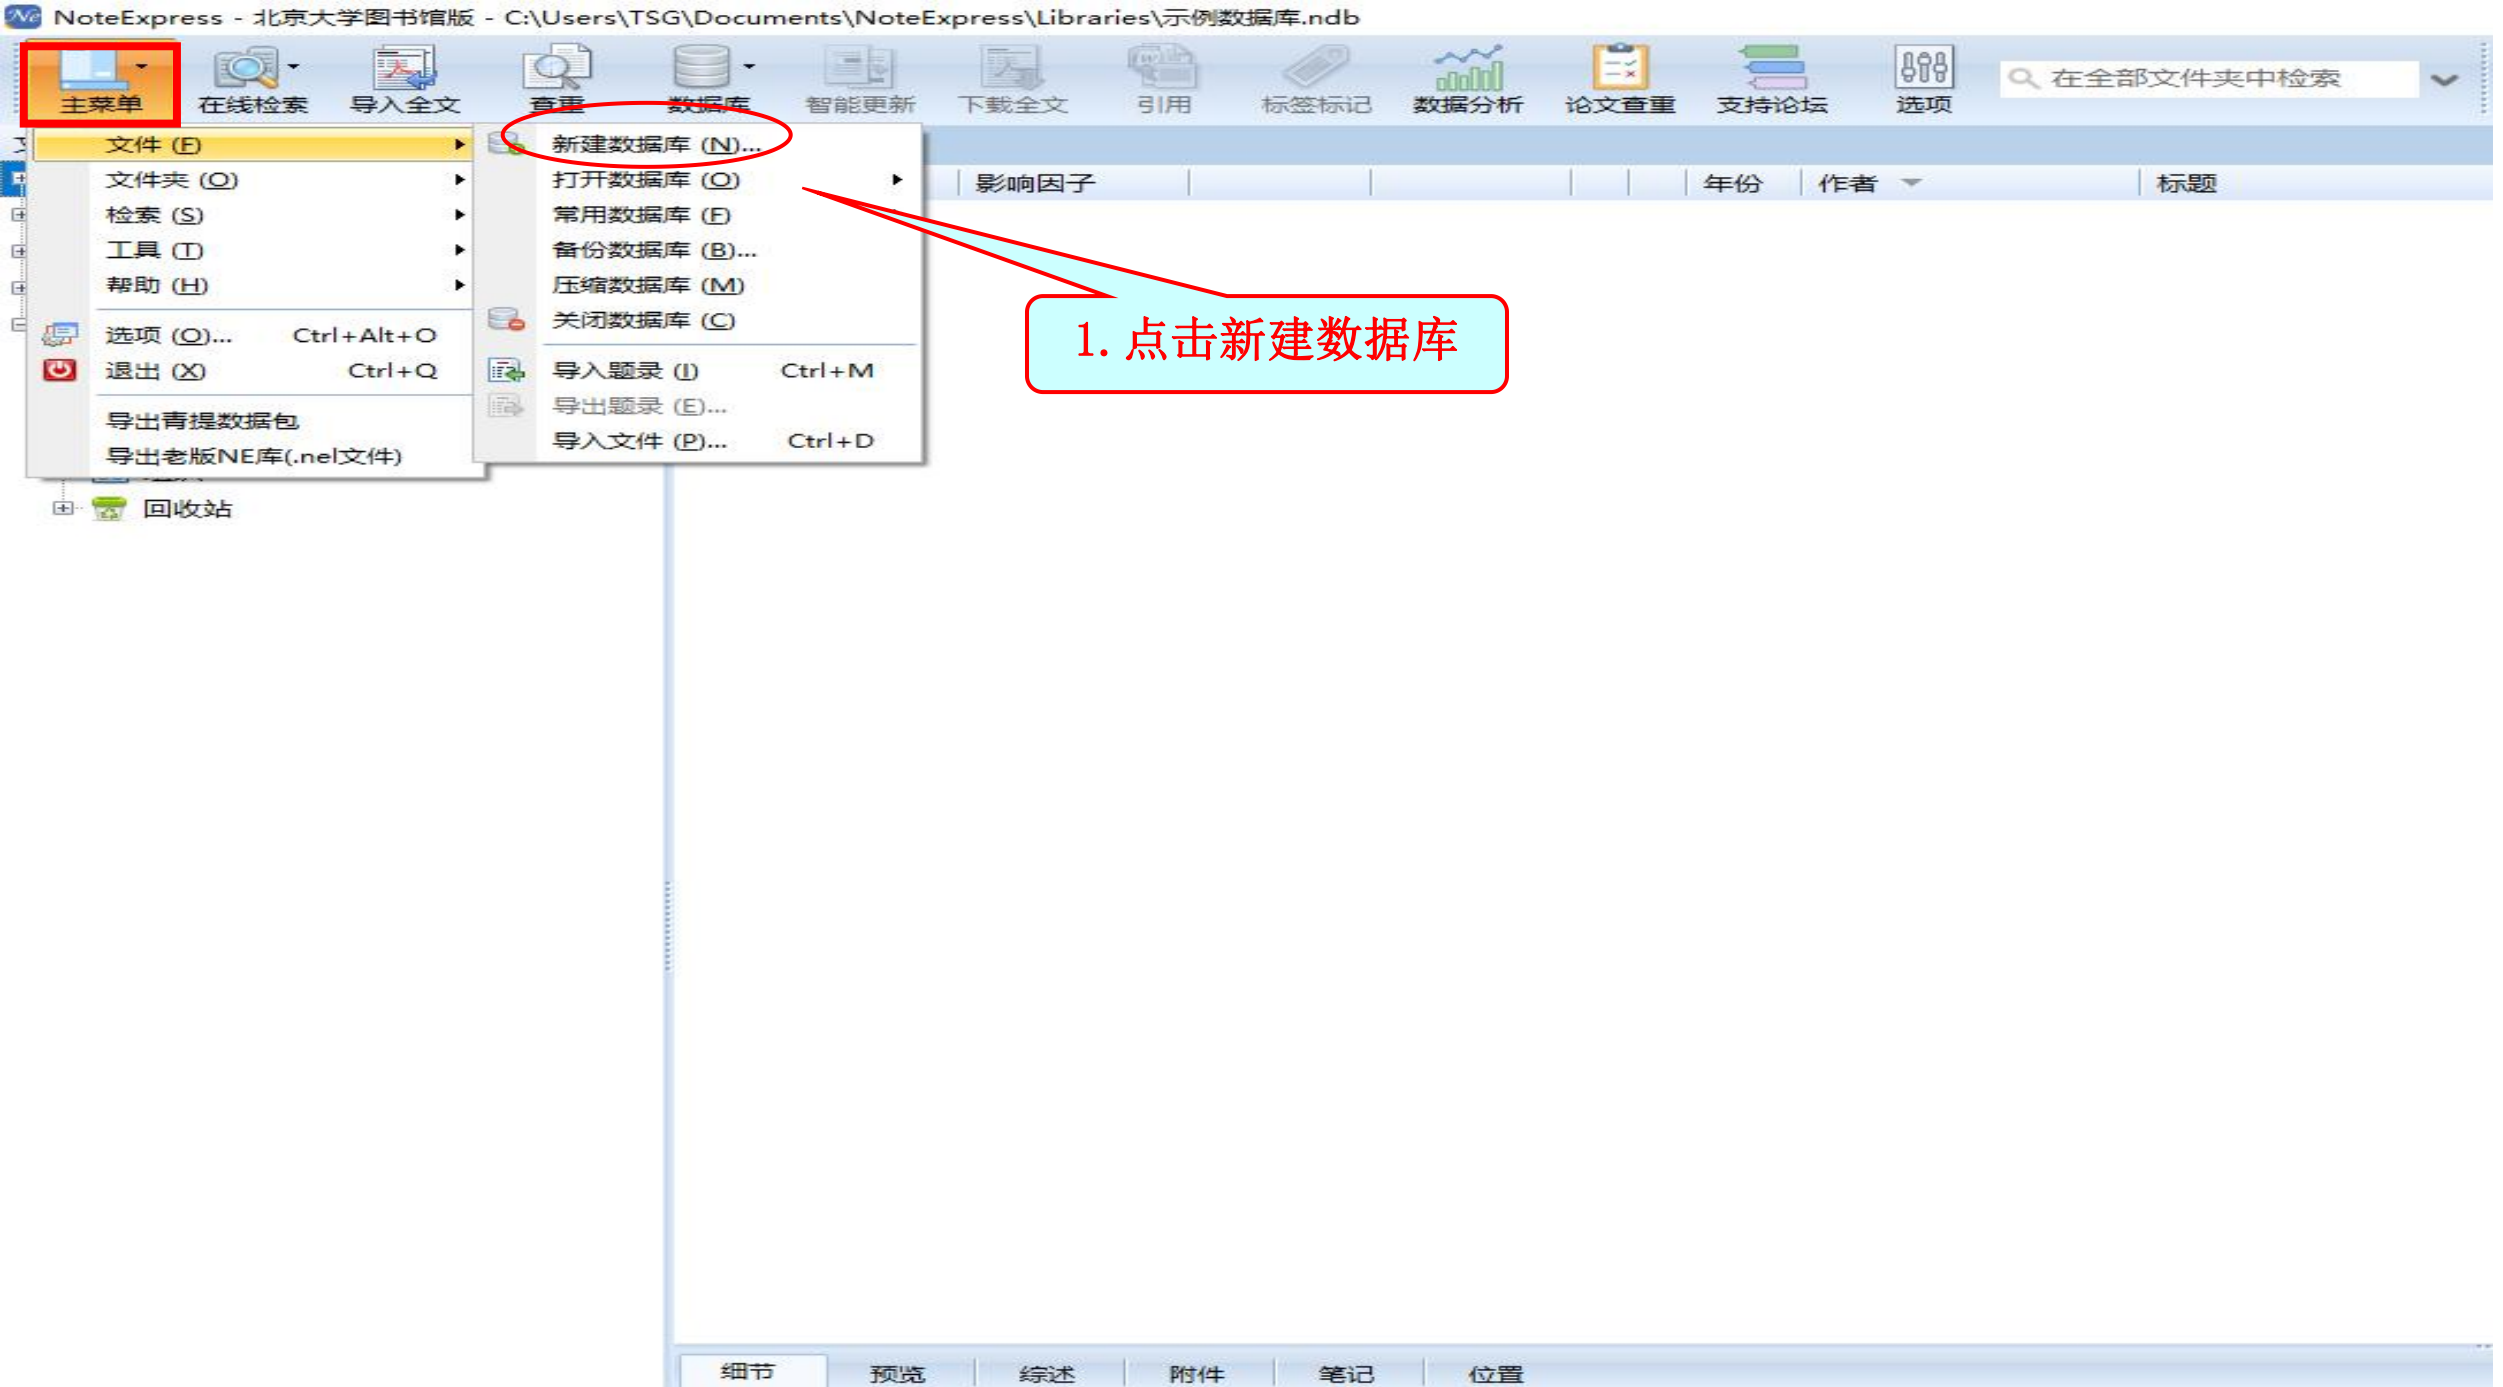 NoteExpress - 北京大学图书馆版 - C:\Users\TSG\Documents\NoteExpress\Libraries\示例数据库.ndb
主菜单 在线检索 导入全文 查重 数据库 智能更新 下载全文 引用 标签标记 数据分析 论文查重 支持论坛 选项 在全部文件夹中检索
影响因子 年份 作者 标题
文件 (F)
文件夹 (O)
检索 (S)
工具 (T)
帮助 (H)
选项 (O)... Ctrl+Alt+O
退出 (X) Ctrl+Q
导出青提数据包
导出老版NE库(.nel文件)
新建数据库 (N)...
打开数据库 (O)
常用数据库 (F)
备份数据库 (B)...
压缩数据库 (M)
关闭数据库 (C)
导入题录 (I) Ctrl+M
导出题录 (E)...
导入文件 (P)... Ctrl+D
1. 点击新建数据库
回收站
细节 预览 综述 附件 笔记 位置